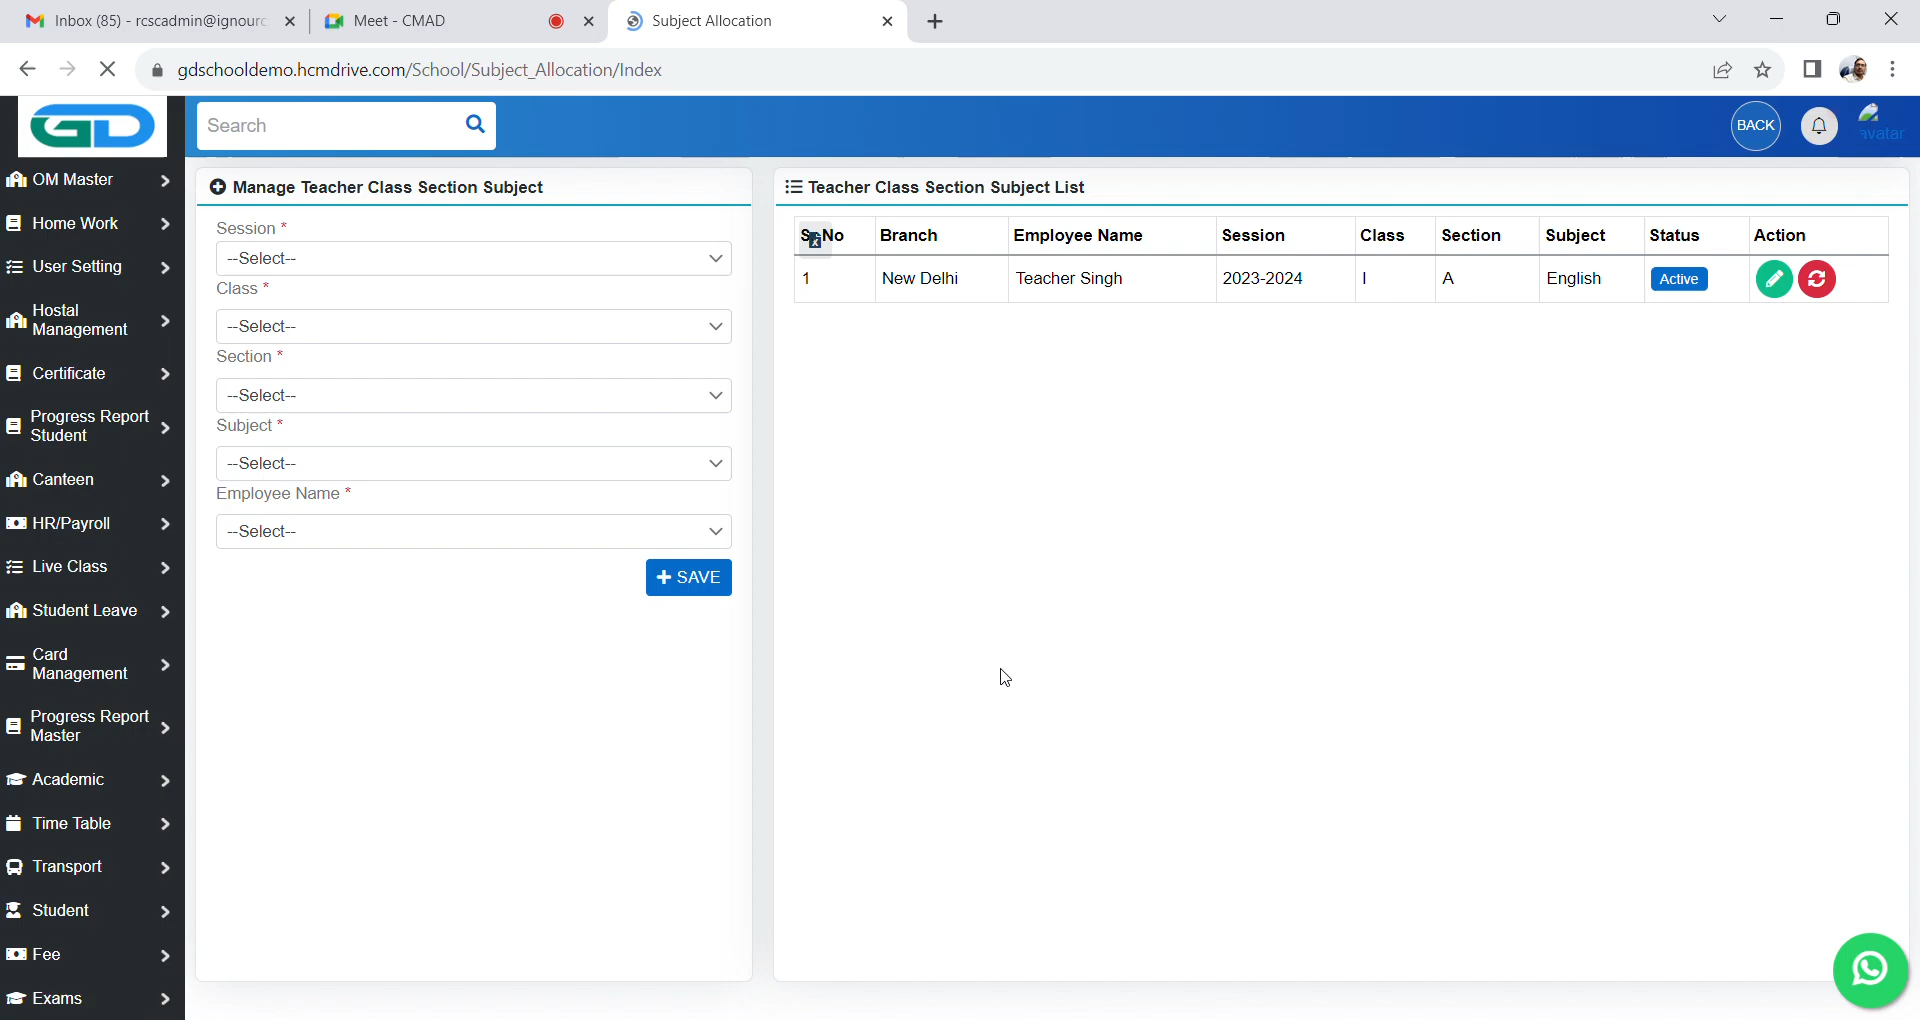 Inbox (85) - rcscadmin@ignourc
Meet - CMAD
Subject Allocation
gdschooldemo.hcmdrive.com/School/Subject_Allocation/Index
GD
Search
BACK
avatar
OM Master
Home Work
User Setting
Hostal
Management
Certificate
Progress Report
Student
Canteen
HR/Payroll
Live Class
Student Leave
Card
Management
Progress Report
Master
Academic
Time Table
Transport
Student
Fee
Exams
Manage Teacher Class Section Subject
Session *
--Select--
Class *
--Select--
Section *
--Select--
Subject *
--Select--
Employee Name *
--Select--
+ SAVE
Teacher Class Section Subject List
No Branch Employee Name Session Class Section Subject Status Action
1 New Delhi Teacher Singh 2023-2024 I A English Active